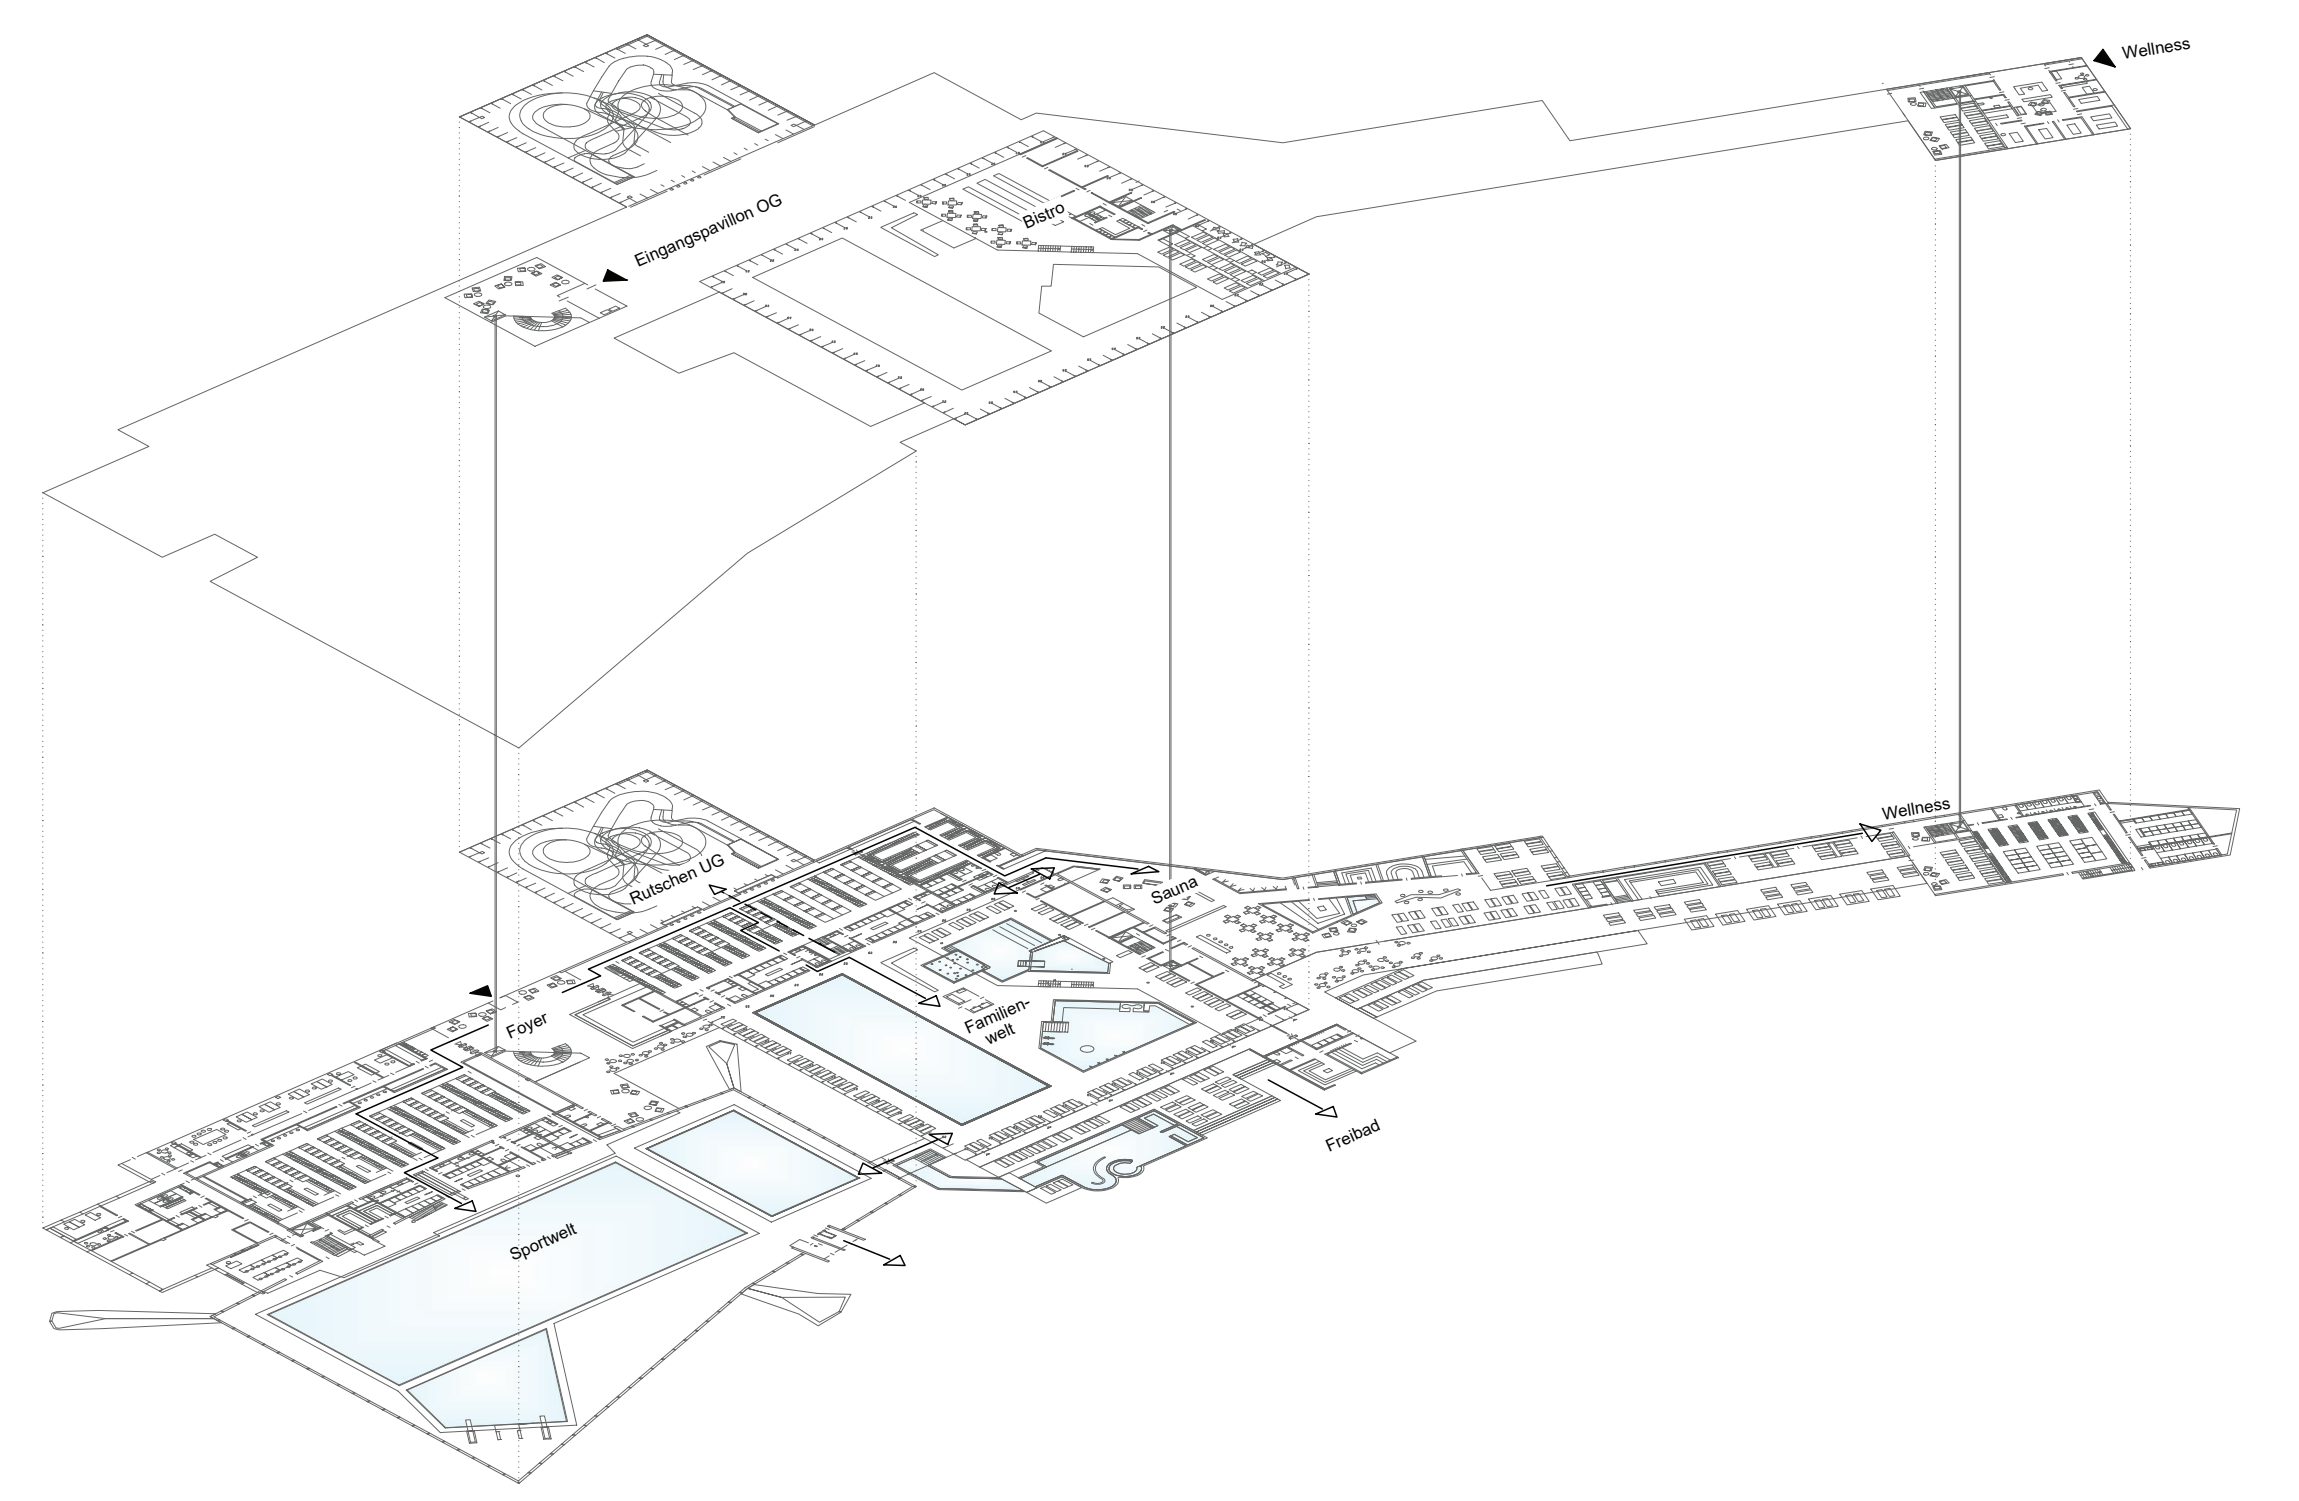 Wellness
Eingangspavillon OG
Bistro
Wellness
Rutschen UG
Sauna
Foyer
Familien-
welt
Freibad
Sportwelt